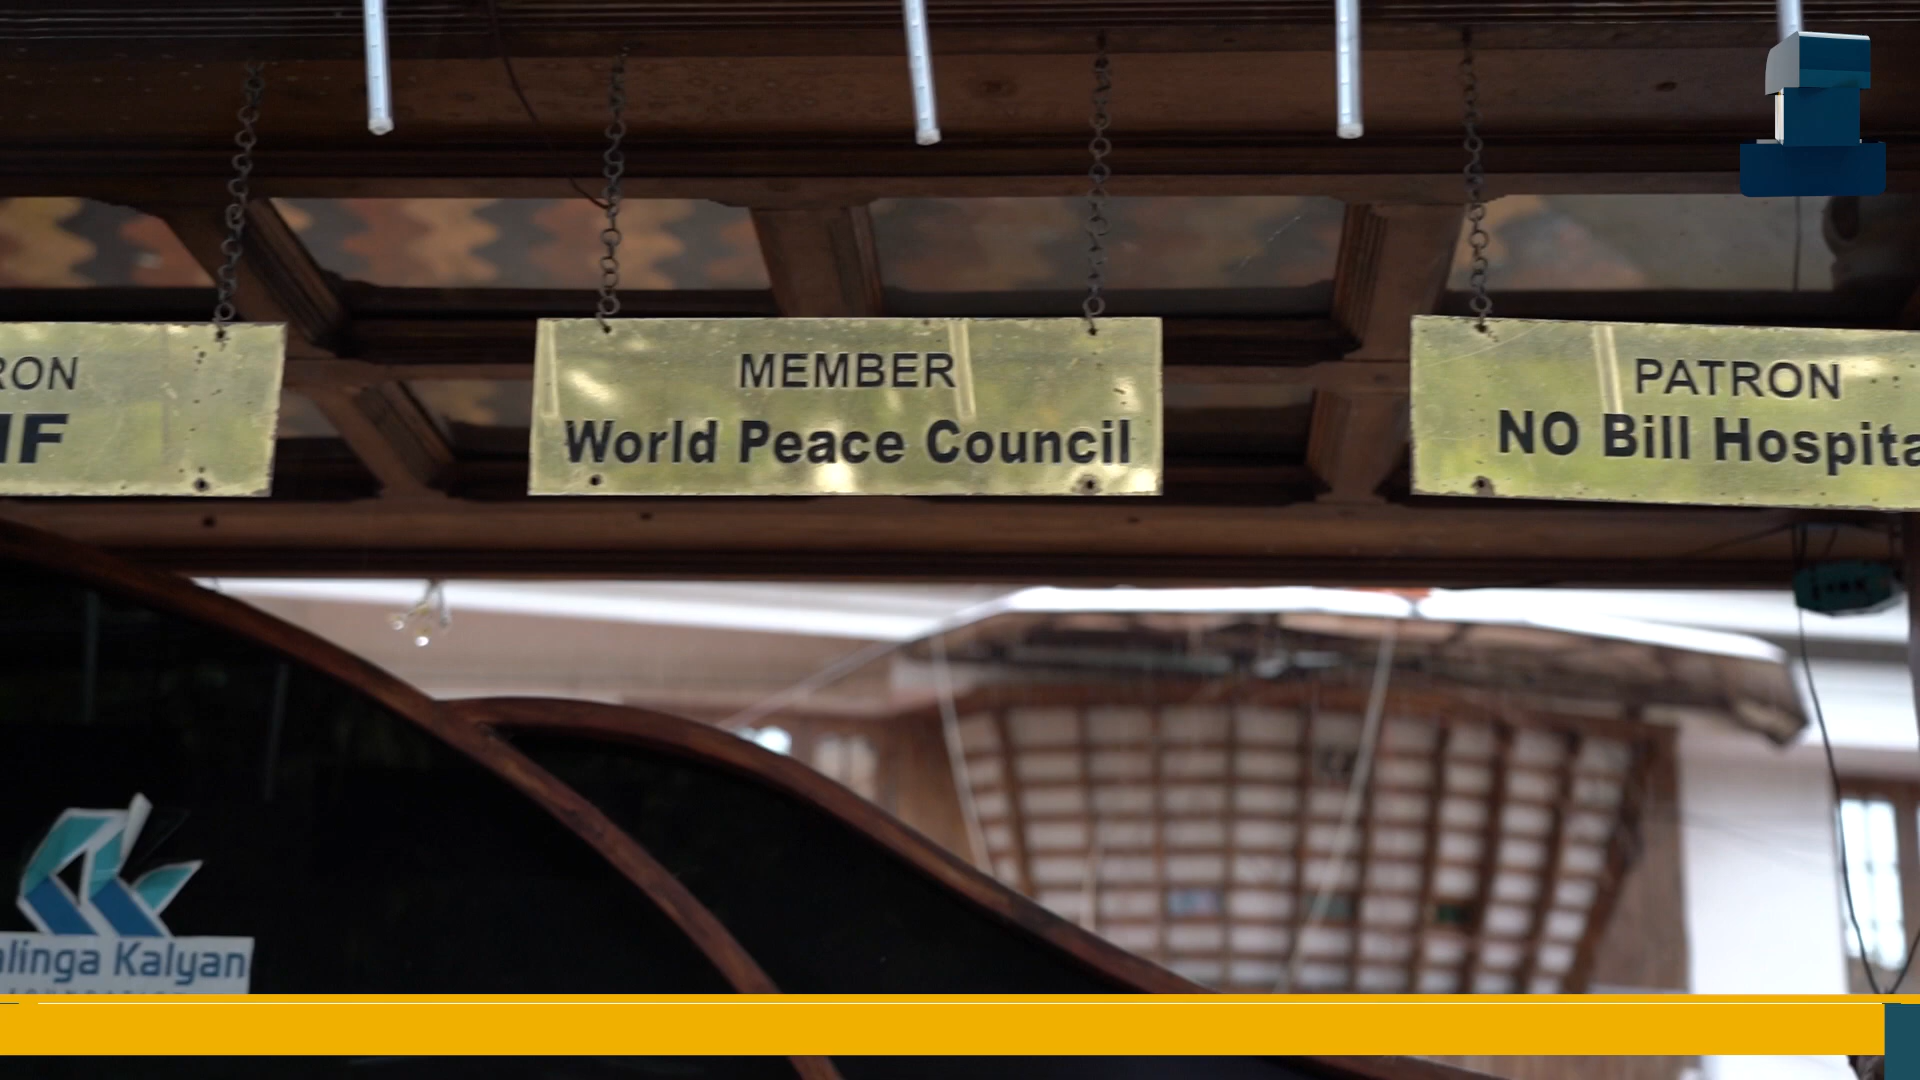 RON
IF
MEMBER
World Peace Council
PATRON
NO Bill Hospita
alinga Kalyan